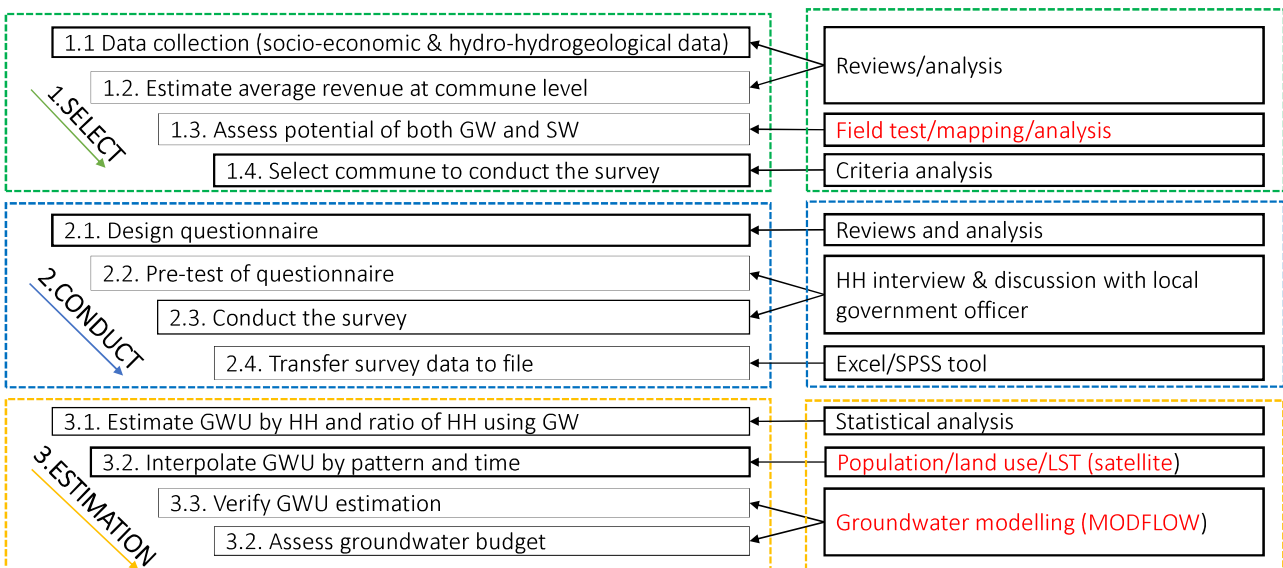 1.SELECT
1.1 Data collection (socio-economic & hydro-hydrogeological data)
1.2. Estimate average revenue at commune level
1.3. Assess potential of both GW and SW
1.4. Select commune to conduct the survey
Reviews/analysis
Field test/mapping/analysis
Criteria analysis
2.CONDUCT
2.1. Design questionnaire
2.2. Pre-test of questionnaire
2.3. Conduct the survey
2.4. Transfer survey data to file
Reviews and analysis
HH interview & discussion with local
government officer
Excel/SPSS tool
3.ESTIMATION
3.1. Estimate GWU by HH and ratio of HH using GW
3.2. Interpolate GWU by pattern and time
3.3. Verify GWU estimation
3.2. Assess groundwater budget
Statistical analysis
Population/land use/LST (satellite)
Groundwater modelling (MODFLOW)